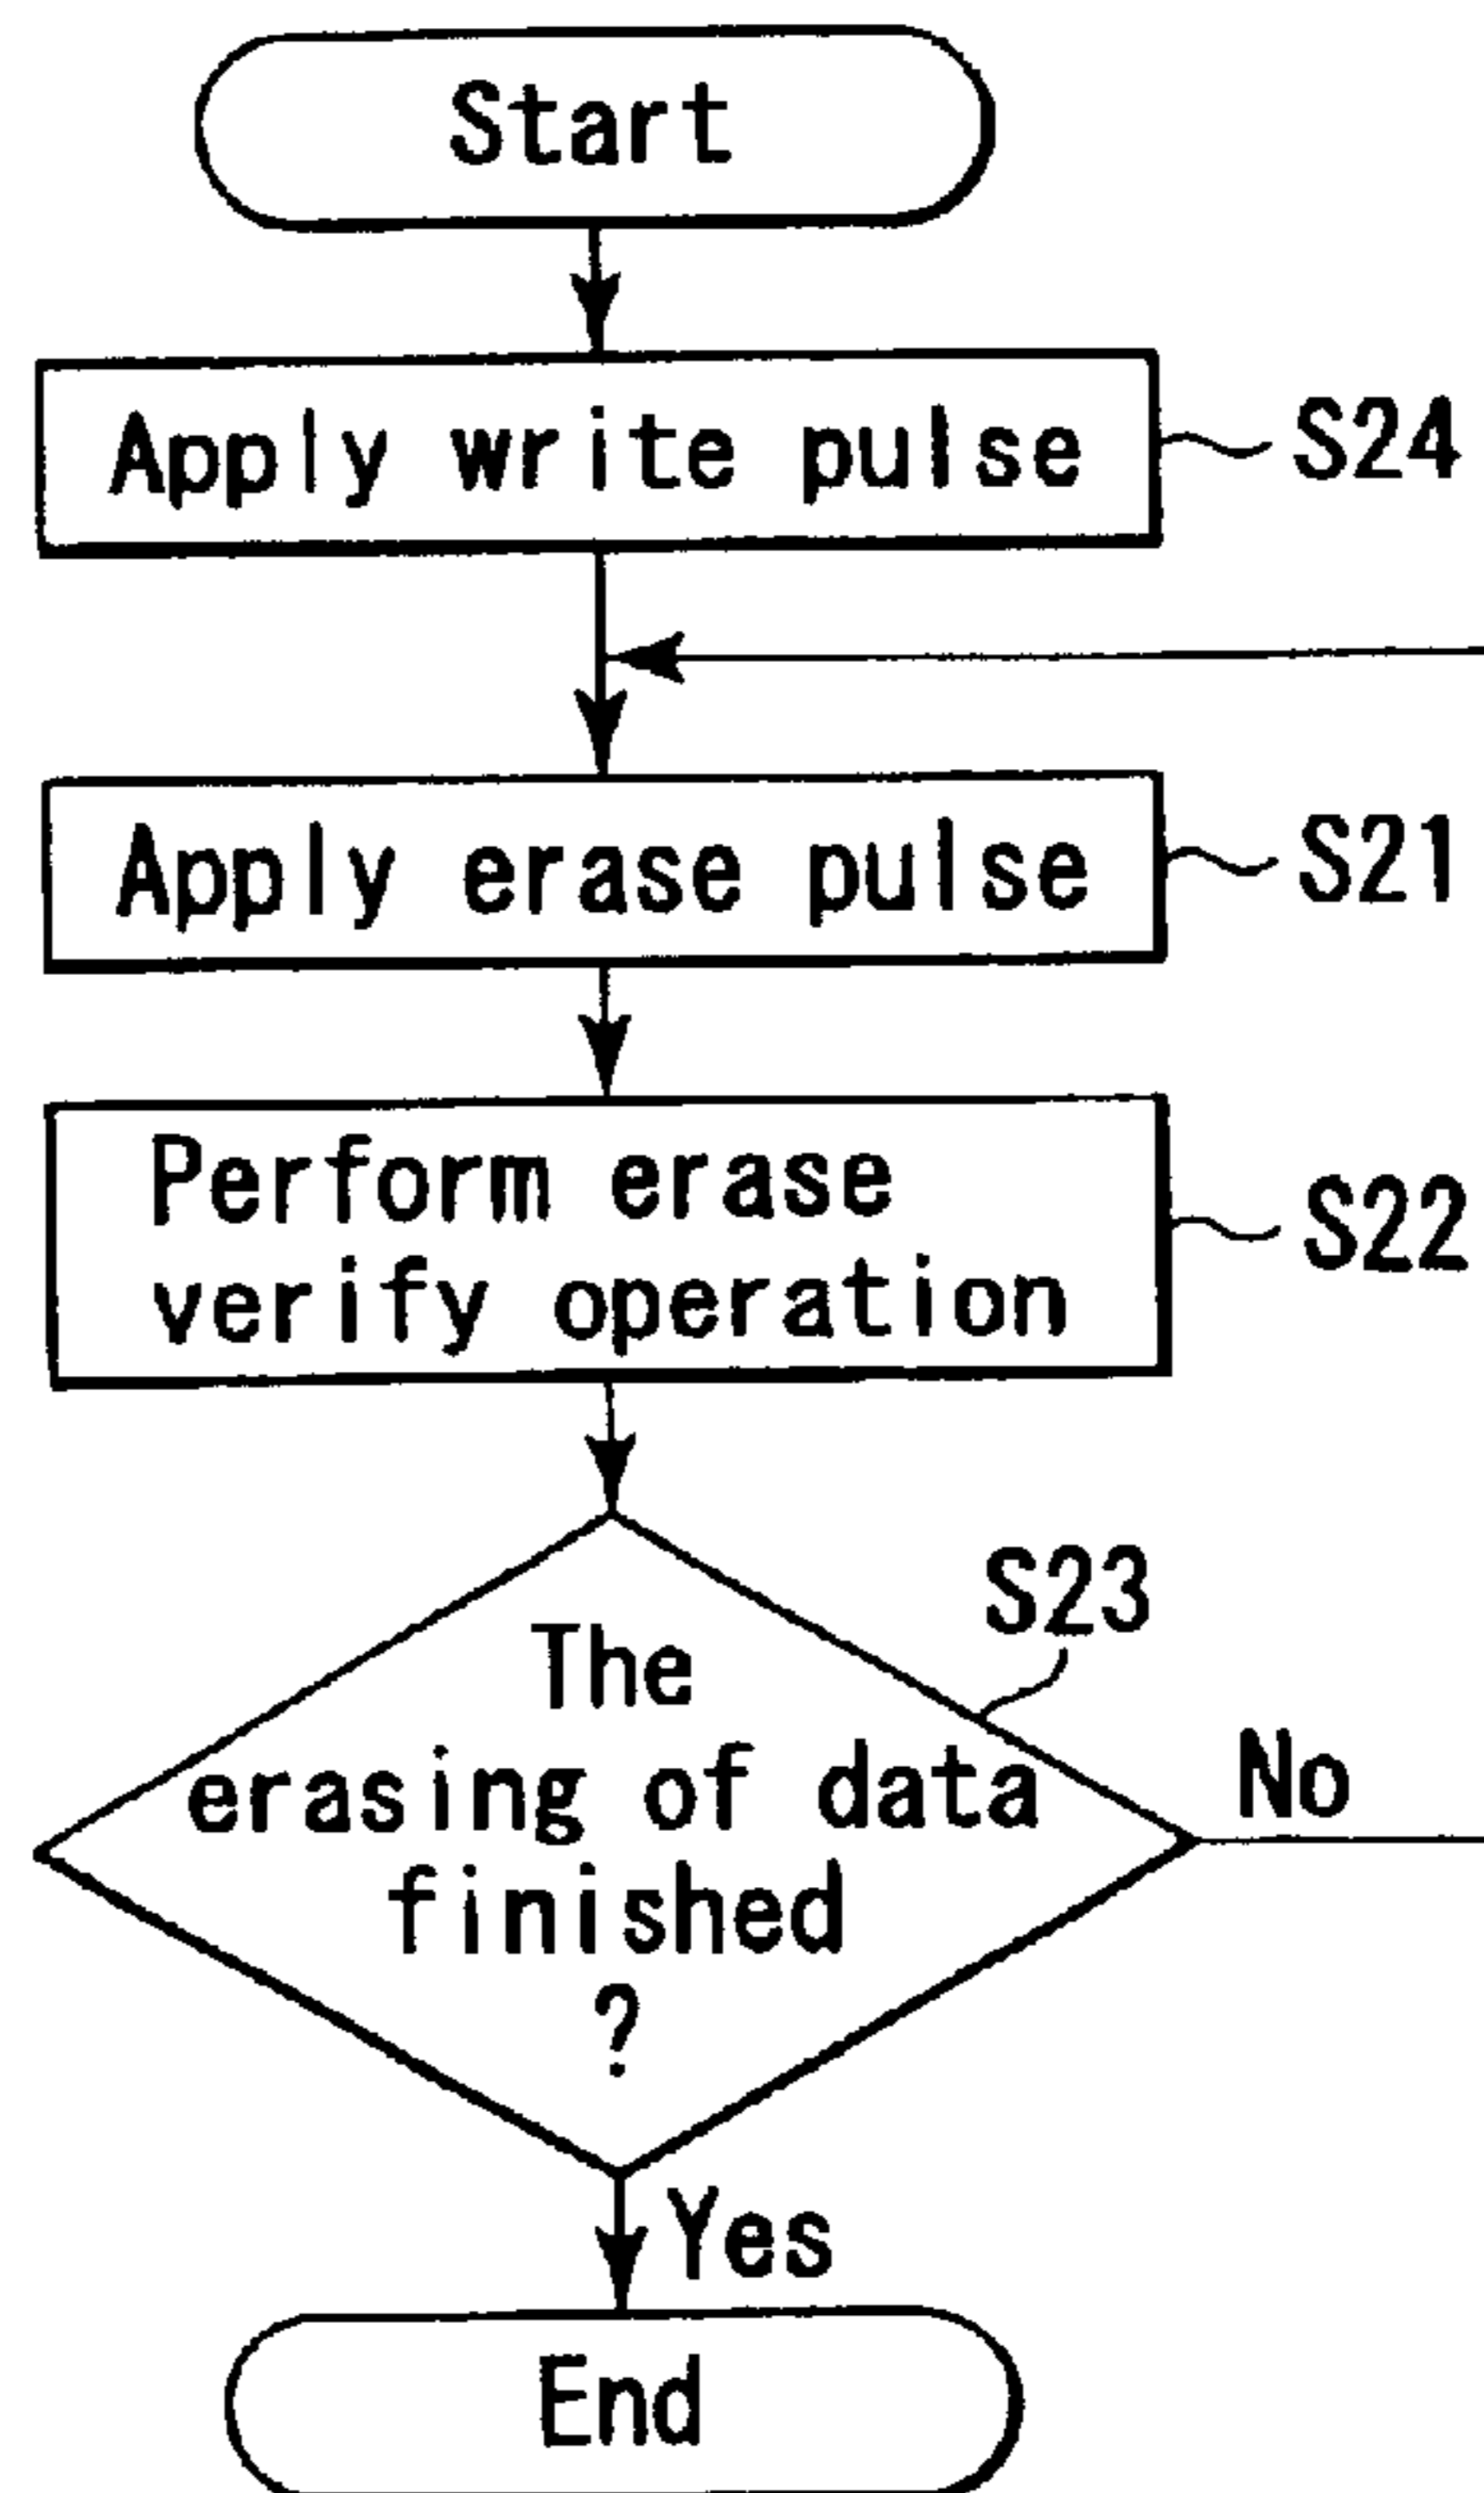 Start
Apply write pulse
S24
Apply erase pulse
S21
Perform erase
verify operation
S22
S23
The
erasing of data
finished
?
No
Yes
End